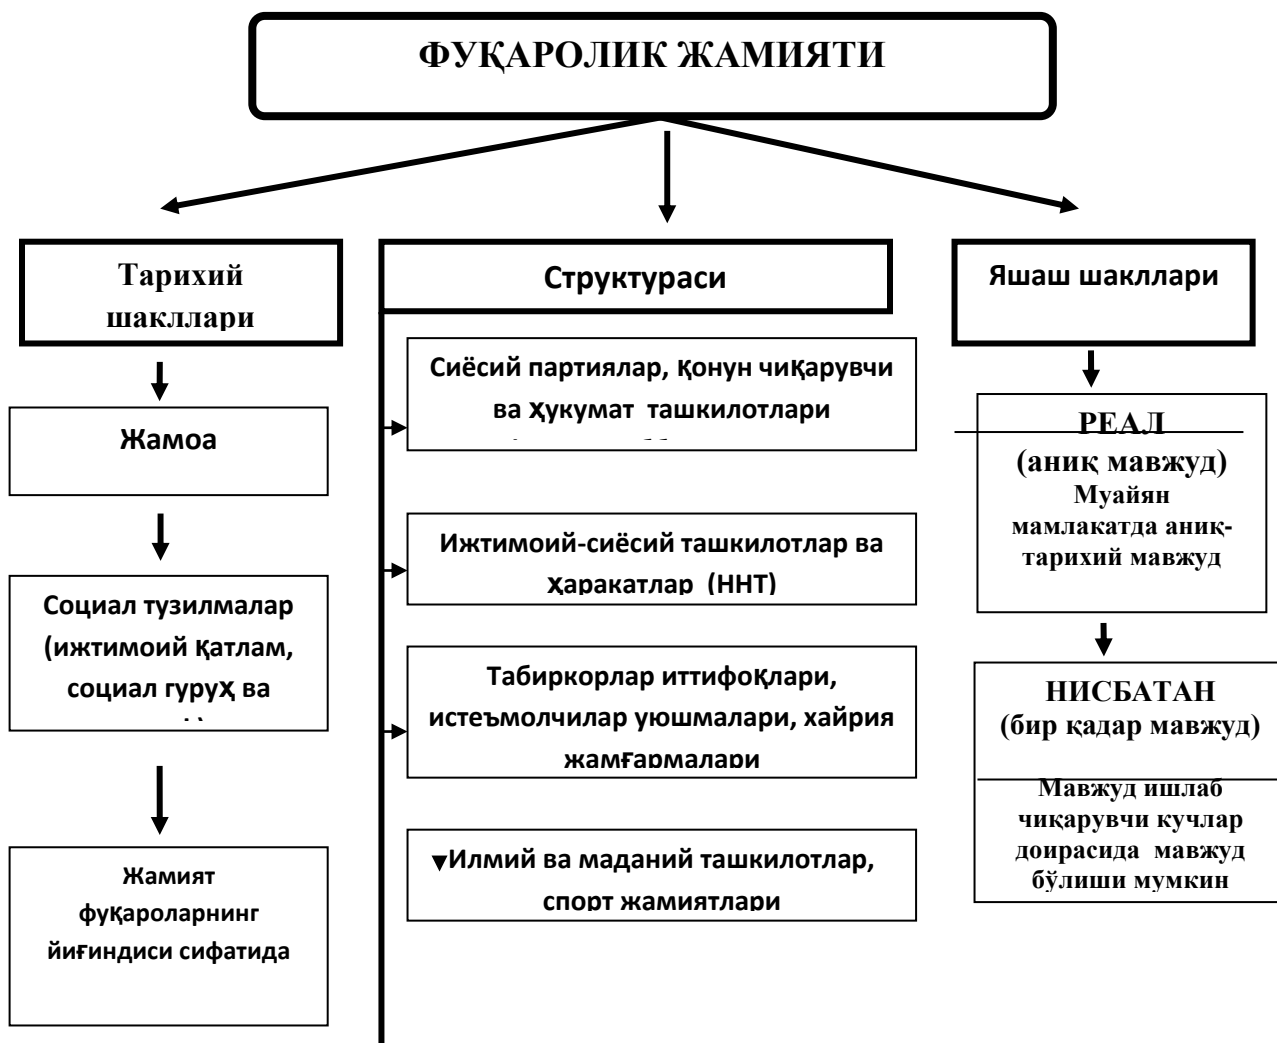 ФУҚАРОЛИК ЖАМИЯТИ
Тарихий
шакллари
Жамоа
Социал тузилмалар
(ижтимоий қатлам,
социал гуруҳ ва
Жамият
фуқароларнинг
йиғиндиси сифатида
Структураси
Сиёсий партиялар, қонун чиқарувчи
ва ҳукумат ташкилотлари
Ижтимоий-сиёсий ташкилотлар ва
ҳаракатлар (ННТ)
Табиркорлар иттифоқлари,
истеъмолчилар уюшмалари, хайрия
жамғармалари
Илмий ва маданий ташкилотлар,
спорт жамиятлари
Яшаш шакллари
РЕАЛ
(аниқ мавжуд)
Муайян
мамлакатда аниқ-
тарихий мавжуд
НИСБАТАН
(бир қадар мавжуд)
Мавжуд ишлаб
чиқарувчи кучлар
доирасида мавжуд
бўлиши мумкин